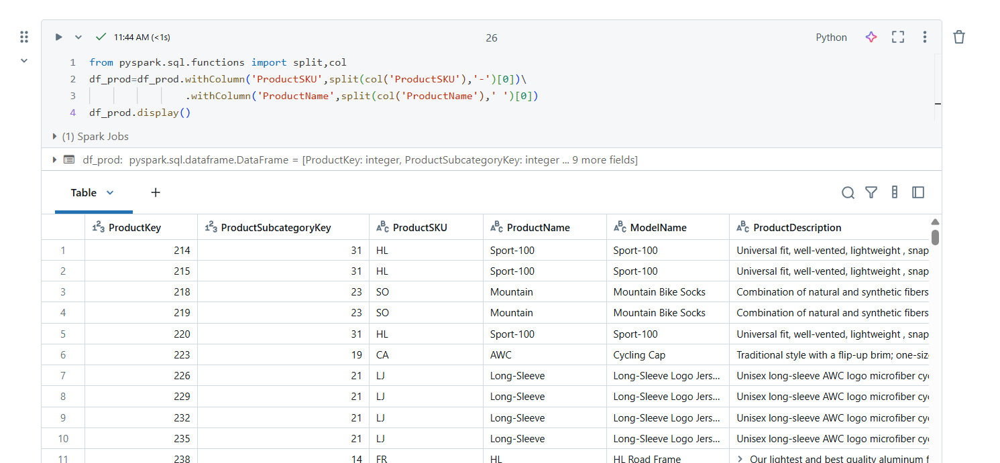 11:44 AM (<1s) 26 Python
1 from pyspark.sql.functions import split,col
2 df_prod=df_prod.withColumn('ProductSKU',split(col('ProductSKU'),'-')[0])\
3 .withColumn('ProductName',split(col('ProductName'),' ')[0])
4 df_prod.display()
(1) Spark Jobs
df_prod: pyspark.sql.dataframe.DataFrame = [ProductKey: integer, ProductSubcategoryKey: integer ... 9 more fields]
Table +
123 ProductKey 123 ProductSubcategoryKey ABC ProductSKU ABC ProductName ABC ModelName ABC ProductDescription
1 214 31 HL Sport-100 Sport-100 Universal fit, well-vented, lightweight , snap
2 215 31 HL Sport-100 Sport-100 Universal fit, well-vented, lightweight , snap
3 218 23 SO Mountain Mountain Bike Socks Combination of natural and synthetic fibers
4 219 23 SO Mountain Mountain Bike Socks Combination of natural and synthetic fibers
5 220 31 HL Sport-100 Sport-100 Universal fit, well-vented, lightweight , snap
6 223 19 CA AWC Cycling Cap Traditional style with a flip-up brim; one-siz
7 226 21 LJ Long-Sleeve Long-Sleeve Logo Jers... Unisex long-sleeve AWC logo microfiber cy
8 229 21 LJ Long-Sleeve Long-Sleeve Logo Jers... Unisex long-sleeve AWC logo microfiber cy
9 232 21 LJ Long-Sleeve Long-Sleeve Logo Jers... Unisex long-sleeve AWC logo microfiber cy
10 235 21 LJ Long-Sleeve Long-Sleeve Logo Jers... Unisex long-sleeve AWC logo microfiber cy
11 238 14 FR HL HL Road Frame Our lightest and best quality aluminum f